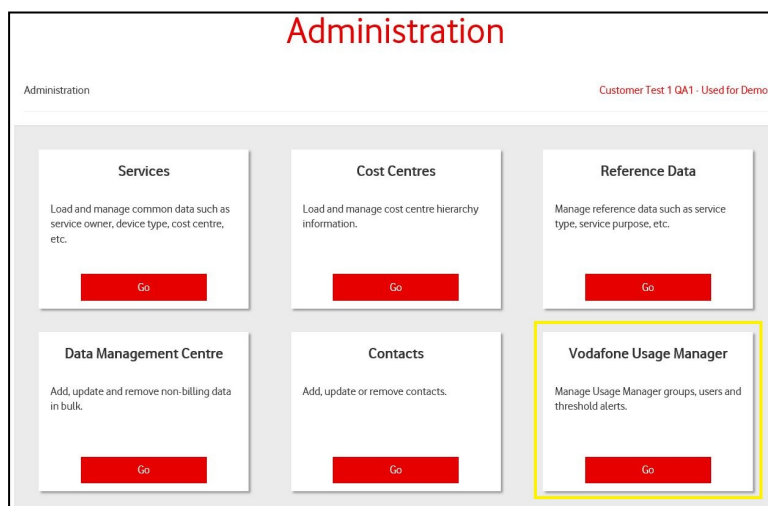 Administration
Administration
Customer Test 1 QA1 - Used for Demo
Services
Load and manage common data such as
service owner, device type, cost centre,
etc.
Go
Cost Centres
Load and manage cost centre hierarchy
information.
Go
Reference Data
Manage reference data such as service
type, service purpose, etc.
Go
Data Management Centre
Add, update and remove non-billing data
in bulk.
Go
Contacts
Add, update or remove contacts.
Go
Vodafone Usage Manager
Manage Usage Manager groups, users and
threshold alerts.
Go